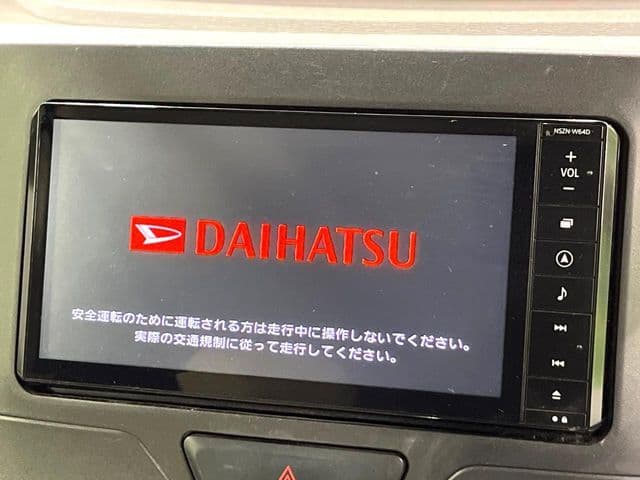 NSZN-W64D
VOL
DAIHATSU
安全運転のために運転される方は走行中に操作しないでください。
実際の交通規制に従って走行してください。